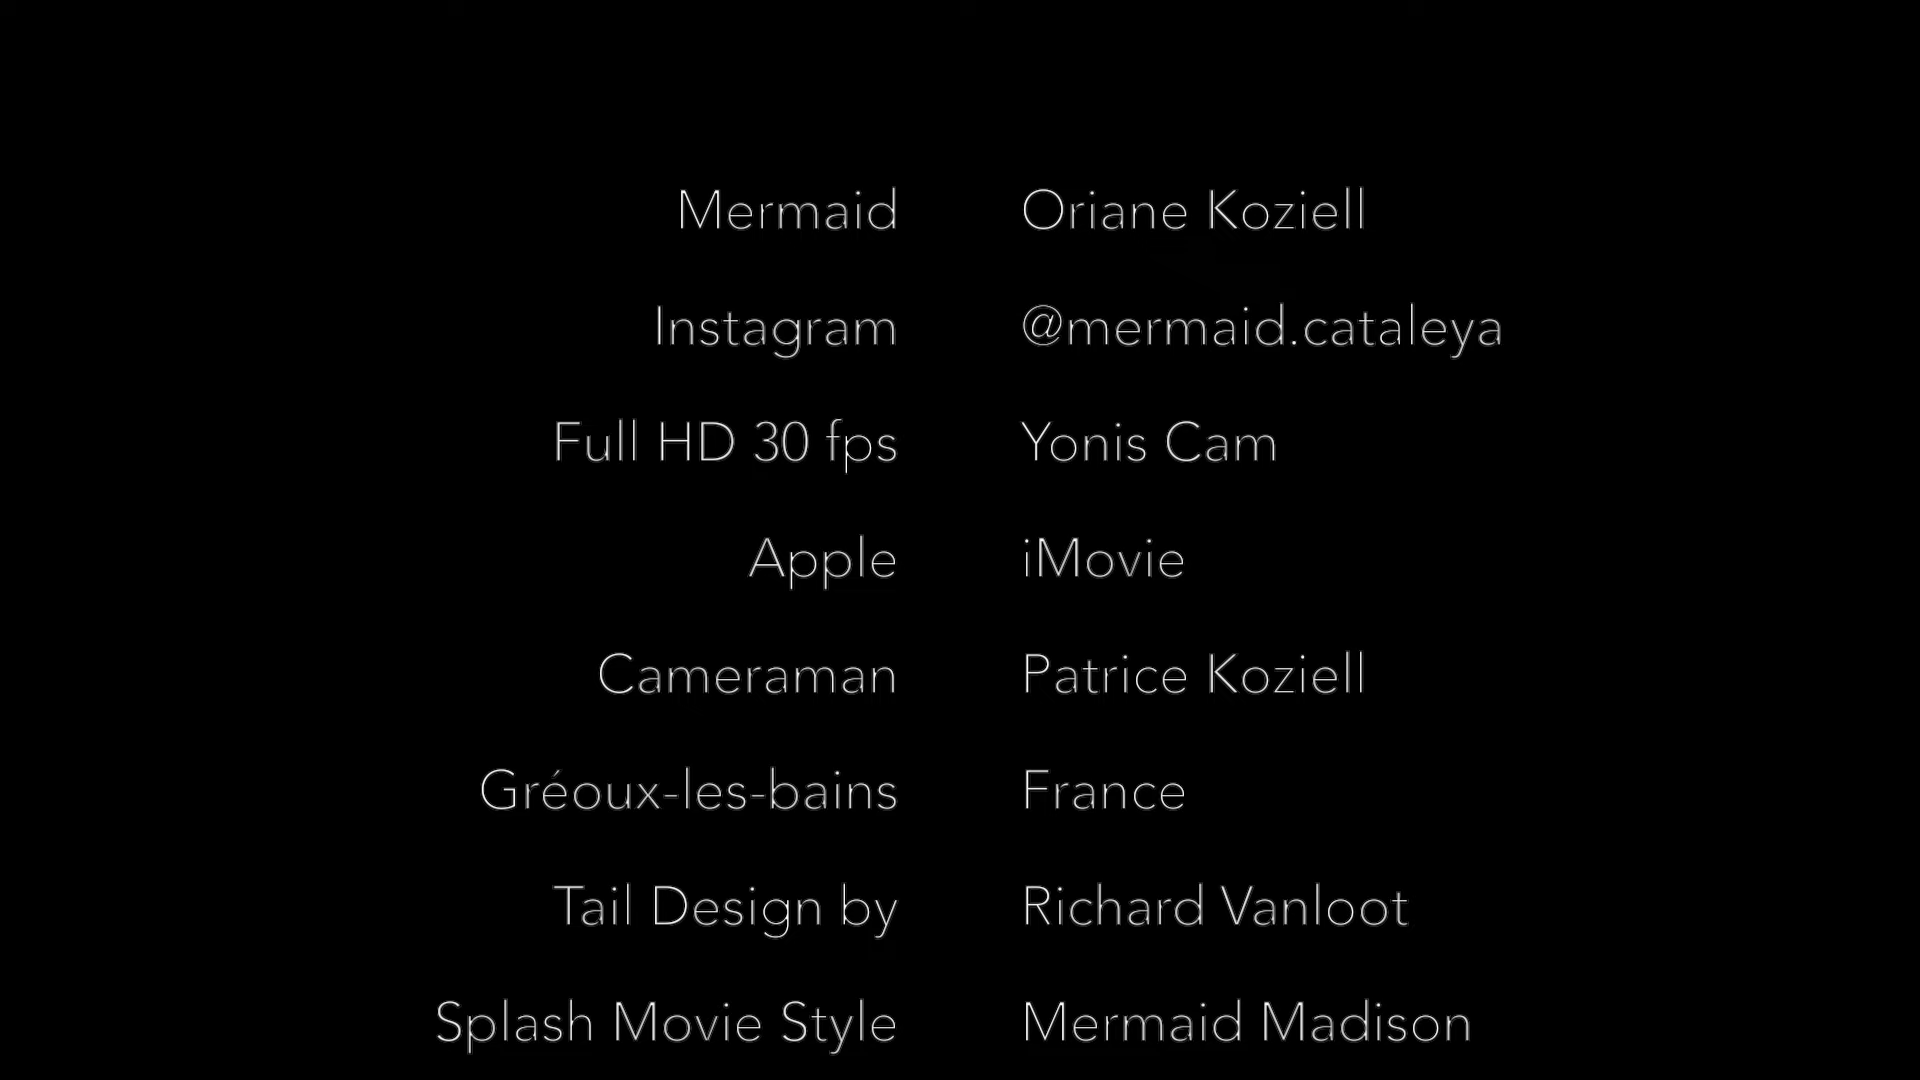 Mermaid Oriane Koziell
Instagram @mermaid.cataleya
Full HD 30 fps Yonis Cam
Apple iMovie
Cameraman Patrice Koziell
Gréoux-les-bains France
Tail Design by Richard Vanloot
Splash Movie Style Mermaid Madison